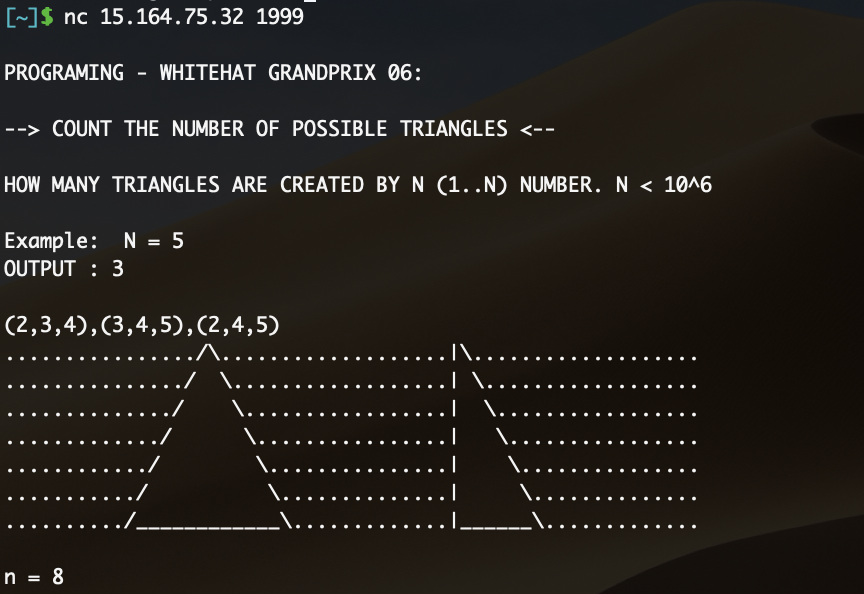 [~]$ nc 15.164.75.32 1999
PROGRAMING - WHITEHAT GRANDPRIX 06:
--> COUNT THE NUMBER OF POSSIBLE TRIANGLES <--
HOW MANY TRIANGLES ARE CREATED BY N (1..N) NUMBER. N < 10^6
Example:  N = 5
OUTPUT : 3
(2,3,4),(3,4,5),(2,4,5)
................/\...................|\...................
.............../  \..................| \..................
............../    \.................|  \.................
............./      \................|   \................
............/        \...............|    \...............
.........../          \..............|     \..............
........../____________\.............|______\.............
n = 8